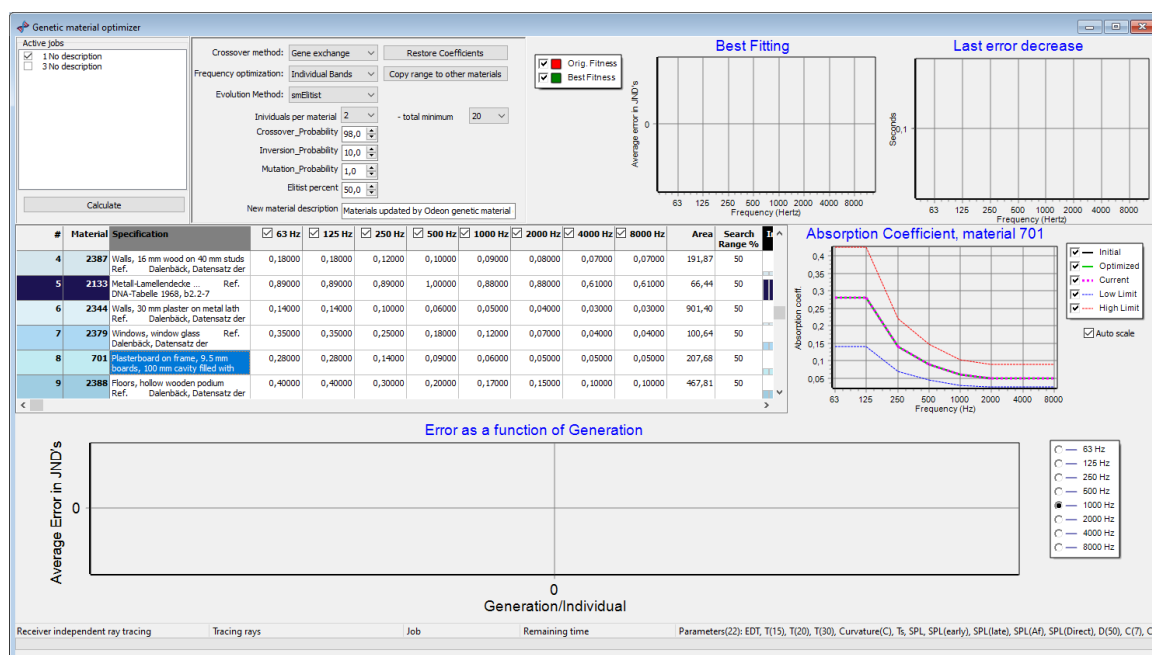 Genetic material optimizer
Active jobs
1 No description
3 No description
Calculate
Crossover method: Gene exchange Restore Coefficients
Frequency optimization: Individual Bands Copy range to other materials
Evolution Method: smElitist
Inividuals per material 2 - total minimum 20
Crossover_Probability 98,0
Inversion_Probability 10,0
Mutation_Probability 1,0
Elitist percent 50,0
New material description Materials updated by Odeon genetic material
Orig. Fitness
Best Fitness
Best Fitting
Average error in JND's
0
63 125 250 500 1000 2000 4000 8000
Frequency (Hertz)
Last error decrease
Seconds
0,1
63 125 250 500 1000 2000 4000 8000
Frequency (Hertz)
# Material Specification 63 Hz 125 Hz 250 Hz 500 Hz 1000 Hz 2000 Hz 4000 Hz 8000 Hz Area Search
Range %
4 2387 Walls, 16 mm wood on 40 mm studs 0,18000 0,18000 0,12000 0,10000 0,09000 0,08000 0,07000 0,07000 191,87 50
Ref. Dalenbäck, Datensatz der
5 2133 Metall-Lamellendecke ... Ref. 0,89000 0,89000 0,89000 1,00000 0,88000 0,88000 0,61000 0,61000 66,44 50
DNA-Tabelle 1968, b2.2-7
6 2344 Walls, 30 mm plaster on metal lath 0,14000 0,14000 0,10000 0,06000 0,05000 0,04000 0,03000 0,03000 901,40 50
Ref. Dalenbäck, Datensatz der
7 2379 Windows, window glass Ref. 0,35000 0,35000 0,25000 0,18000 0,12000 0,07000 0,04000 0,04000 100,64 50
Dalenbäck, Datensatz der
8 701 Plasterboard on frame, 9.5 mm 0,28000 0,28000 0,14000 0,09000 0,06000 0,05000 0,05000 0,05000 207,68 50
boards, 100 mm cavity filled with
9 2388 Floors, hollow wooden podium 0,40000 0,40000 0,30000 0,20000 0,17000 0,15000 0,10000 0,10000 467,81 50
Ref. Dalenbäck, Datensatz der
Absorption Coefficient, material 701
Absorption coeff.
0,4
0,35
0,3
0,25
0,2
0,15
0,1
0,05
63 125 250 500 1000 2000 4000 8000
Frequency (Hz)
Initial
Optimized
Current
Low Limit
High Limit
Auto scale
Error as a function of Generation
Average Error in JND's
0
0
Generation/Individual
63 Hz
125 Hz
250 Hz
500 Hz
1000 Hz
2000 Hz
4000 Hz
8000 Hz
Receiver independent ray tracing Tracing rays Job Remaining time Parameters(22): EDT, T(15), T(20), T(30), Curvature(C), Ts, SPL, SPL(early), SPL(late), SPL(Af), SPL(Direct), D(50), C(7), C